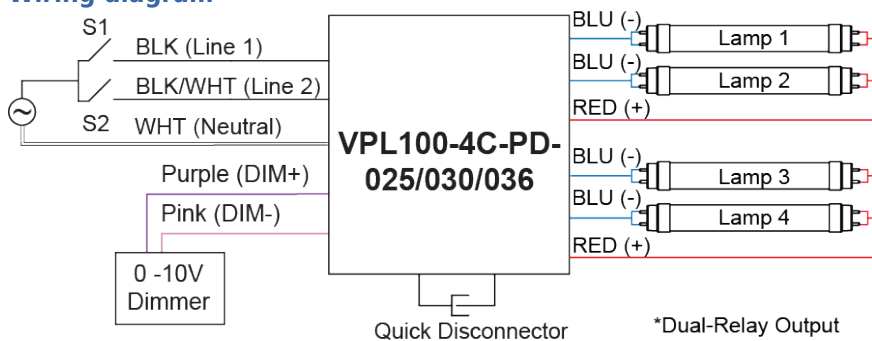 Wiring diagram
S1
BLK (Line 1)
BLK/WHT (Line 2)
S2
WHT (Neutral)
Purple (DIM+)
Pink (DIM-)
0 -10V
Dimmer
VPL100-4C-PD-
025/030/036
Quick Disconnector
BLU (-)
Lamp 1
BLU (-)
Lamp 2
RED (+)
BLU (-)
Lamp 3
BLU (-)
Lamp 4
RED (+)
*Dual-Relay Output